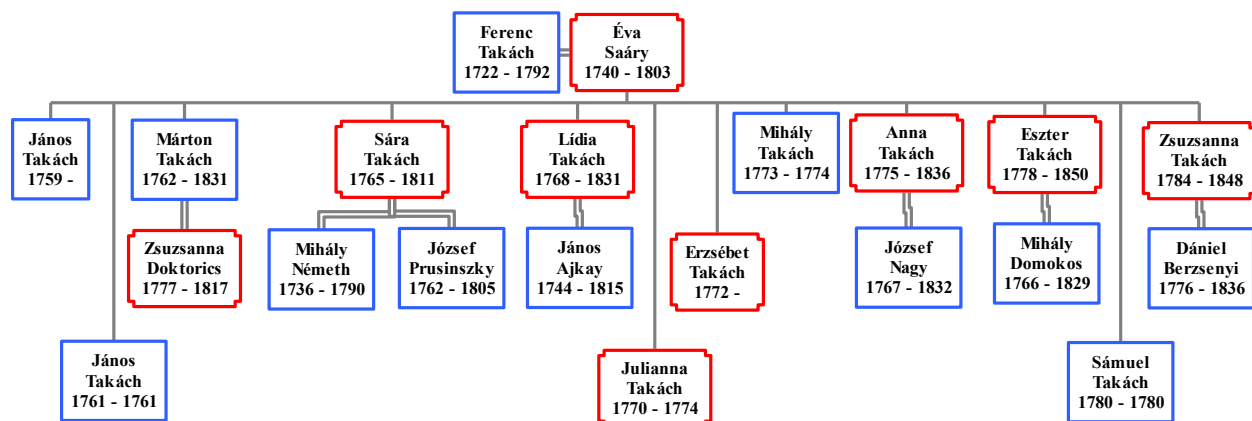 Ferenc
Takách
1722 - 1792
Éva
Saáry
1740 - 1803
János
Takách
1759 -
Márton
Takách
1762 - 1831
Sára
Takách
1765 - 1811
Lídia
Takách
1768 - 1831
Mihály
Takách
1773 - 1774
Anna
Takách
1775 - 1836
Eszter
Takách
1778 - 1850
Zsuzsanna
Takách
1784 - 1848
Zsuzsanna
Doktorics
1777 - 1817
Mihály
Németh
1736 - 1790
József
Prusinszky
1762 - 1805
János
Ajkay
1744 - 1815
Erzsébet
Takách
1772 -
József
Nagy
1767 - 1832
Mihály
Domokos
1766 - 1829
Dániel
Berzsenyi
1776 - 1836
János
Takách
1761 - 1761
Julianna
Takách
1770 - 1774
Sámuel
Takách
1780 - 1780